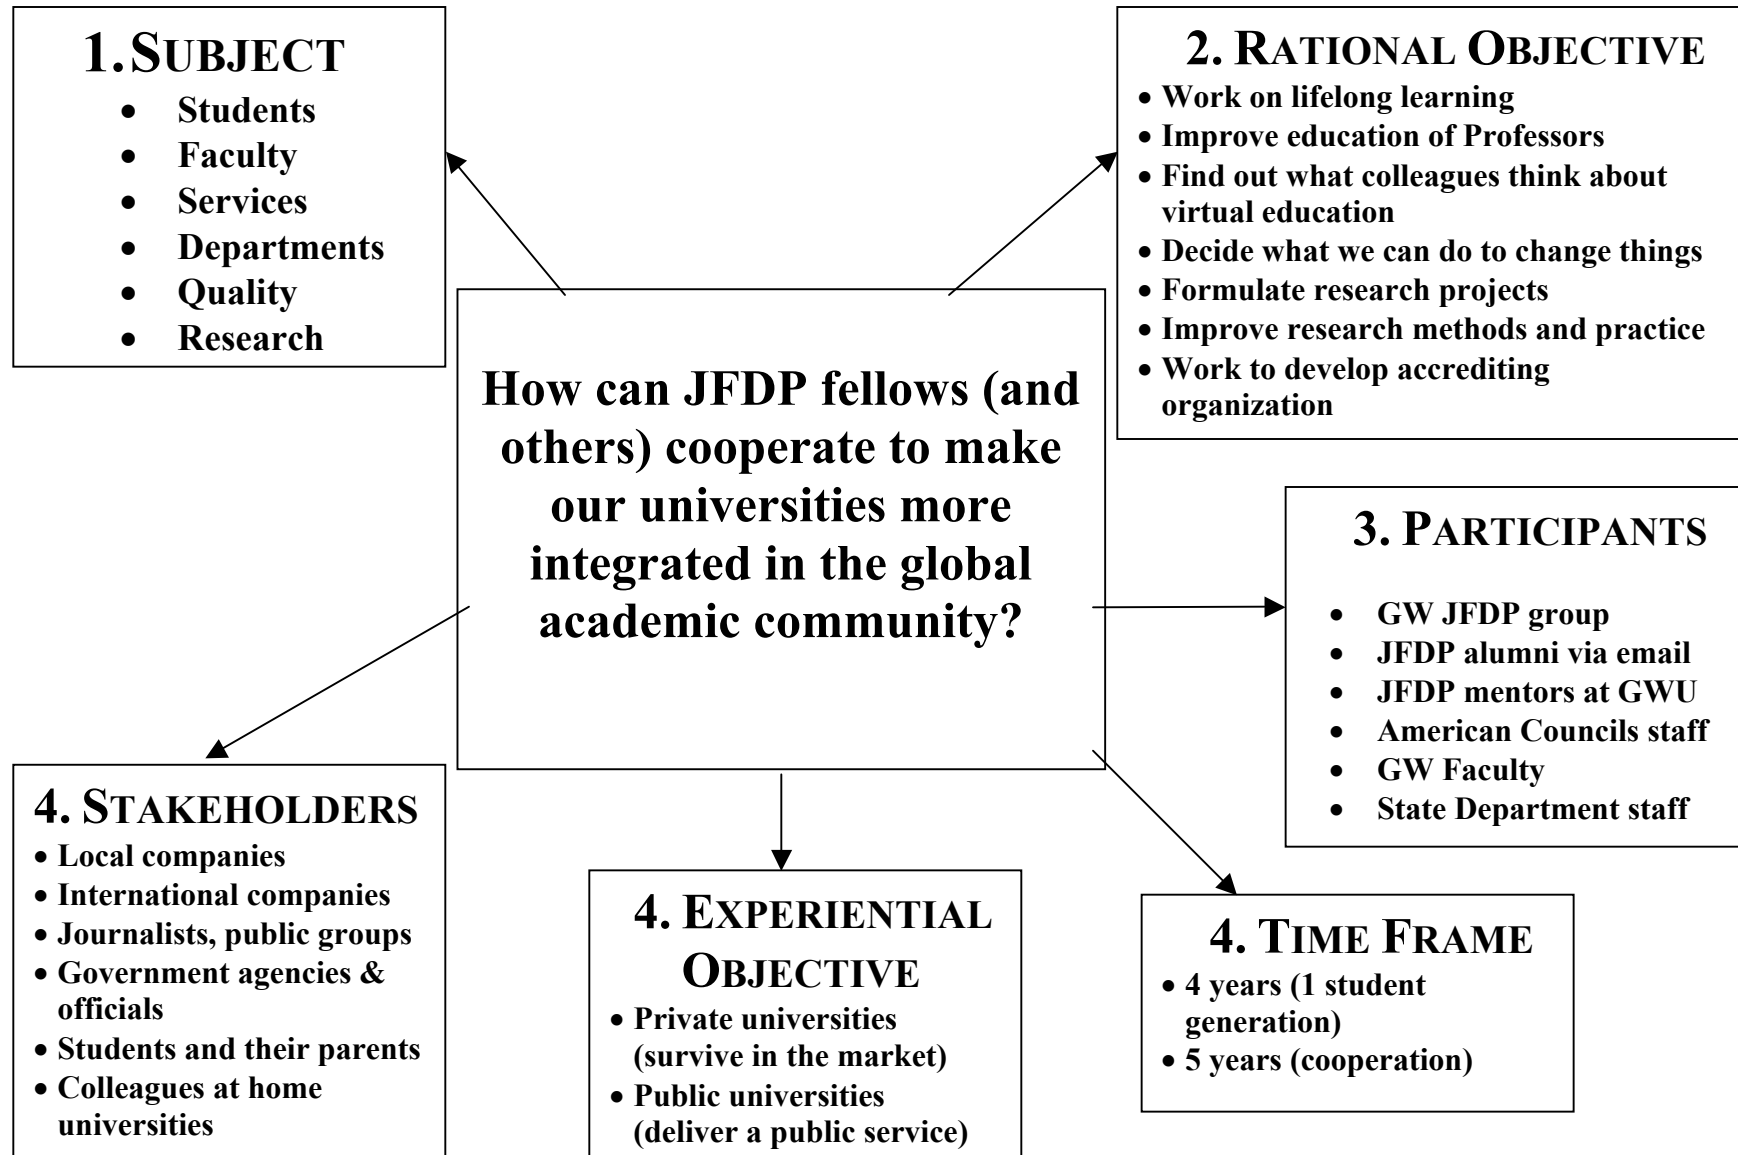 1. SUBJECT
• Students
• Faculty
• Services
• Departments
• Quality
• Research
2. RATIONAL OBJECTIVE
• Work on lifelong learning
• Improve education of Professors
• Find out what colleagues think about
virtual education
• Decide what we can do to change things
• Formulate research projects
• Improve research methods and practice
• Work to develop accrediting
organization
How can JFDP fellows (and
others) cooperate to make
our universities more
integrated in the global
academic community?
3. PARTICIPANTS
• GW JFDP group
• JFDP alumni via email
• JFDP mentors at GWU
• American Councils staff
• GW Faculty
• State Department staff
4. STAKEHOLDERS
• Local companies
• International companies
• Journalists, public groups
• Government agencies &
officials
• Students and their parents
• Colleagues at home
universities
4. EXPERIENTIAL
OBJECTIVE
• Private universities
(survive in the market)
• Public universities
(deliver a public service)
4. TIME FRAME
• 4 years (1 student
generation)
• 5 years (cooperation)